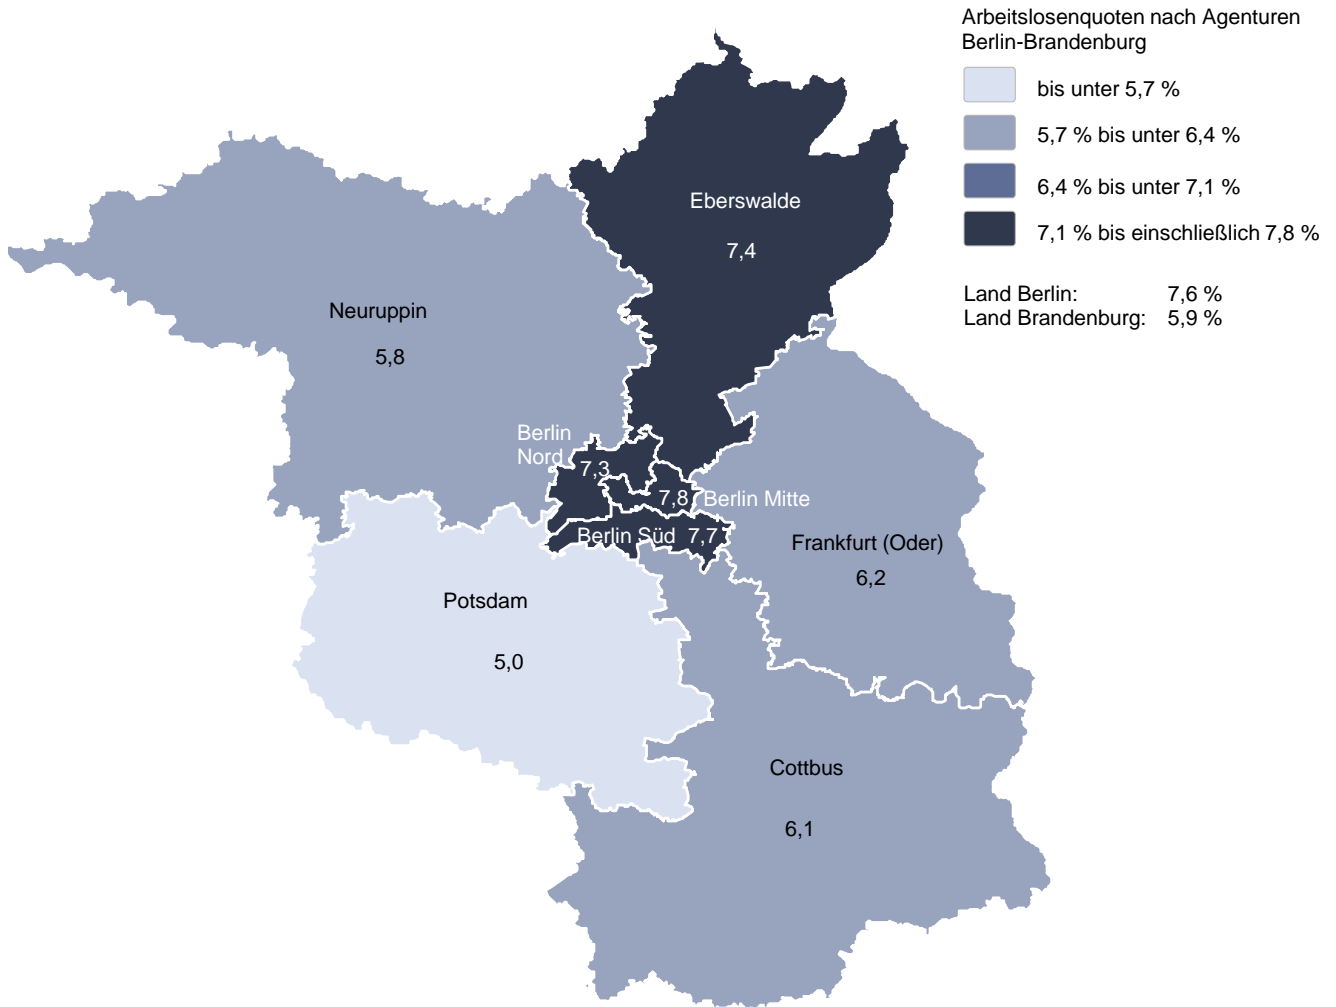 Arbeitslosenquoten nach Agenturen
Berlin-Brandenburg
bis unter 5,7 %
5,7 % bis unter 6,4 %
6,4 % bis unter 7,1 %
7,1 % bis einschließlich 7,8 %
Land Berlin: 7,6 %
Land Brandenburg: 5,9 %
Eberswalde
7,4
Neuruppin
5,8
Berlin
Nord
7,3
7,8 Berlin Mitte
Berlin Süd 7,7
Frankfurt (Oder)
6,2
Potsdam
5,0
Cottbus
6,1